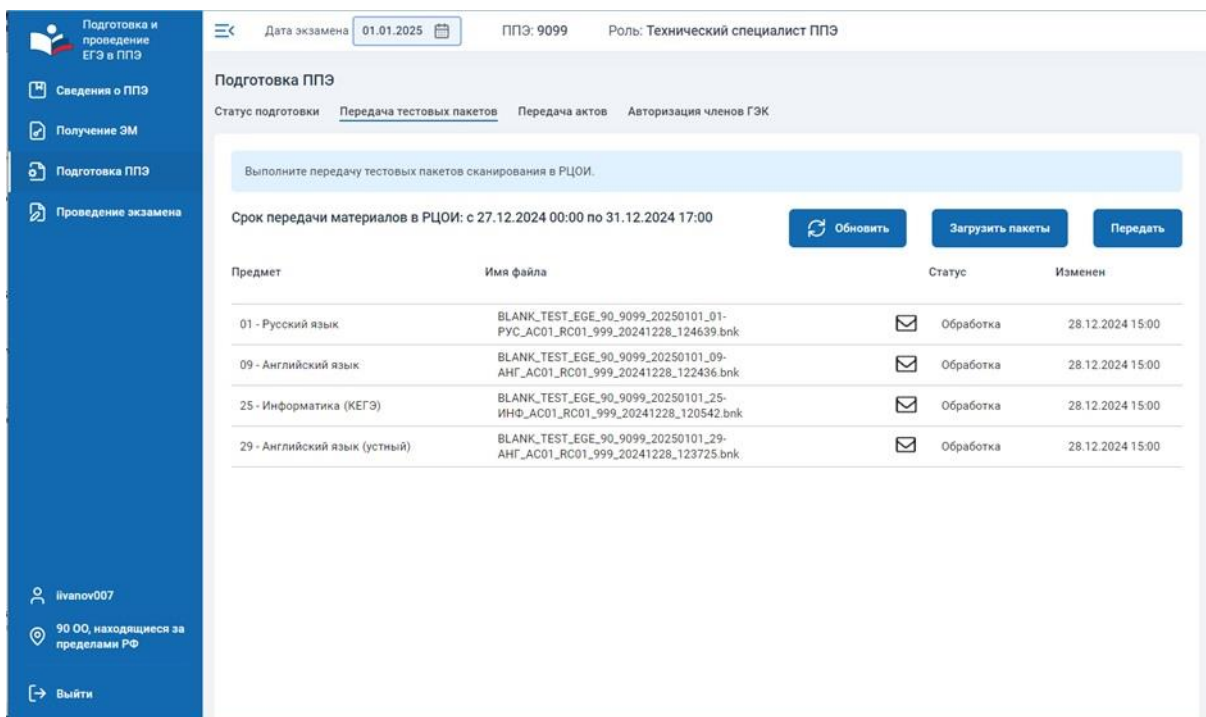 Подготовка и
проведение
ЕГЭ в ППЭ
Сведения о ППЭ
Получение ЭМ
Подготовка ППЭ
Проведение экзамена
iivanov007
90 ОО, находящиеся за
пределами РФ
Выйти
Дата экзамена 01.01.2025 ППЭ: 9099 Роль: Технический специалист ППЭ
Подготовка ППЭ
Статус подготовки Передача тестовых пакетов Передача актов Авторизация членов ГЭК
Выполните передачу тестовых пакетов сканирования в РЦОИ.
Срок передачи материалов в РЦОИ: с 27.12.2024 00:00 по 31.12.2024 17:00
Обновить Загрузить пакеты Передать
Предмет Имя файла Статус Изменен
01 - Русский язык BLANK_TEST_EGE_90_9099_20250101_01-
РУС_AC01_RC01_999_20241228_124639.bnk Обработка 28.12.2024 15:00
09 - Английский язык BLANK_TEST_EGE_90_9099_20250101_09-
АНГ_AC01_RC01_999_20241228_122436.bnk Обработка 28.12.2024 15:00
25 - Информатика (КЕГЭ) BLANK_TEST_EGE_90_9099_20250101_25-
ИНФ_AC01_RC01_999_20241228_120542.bnk Обработка 28.12.2024 15:00
29 - Английский язык (устный) BLANK_TEST_EGE_90_9099_20250101_29-
АНГ_AC01_RC01_999_20241228_123725.bnk Обработка 28.12.2024 15:00